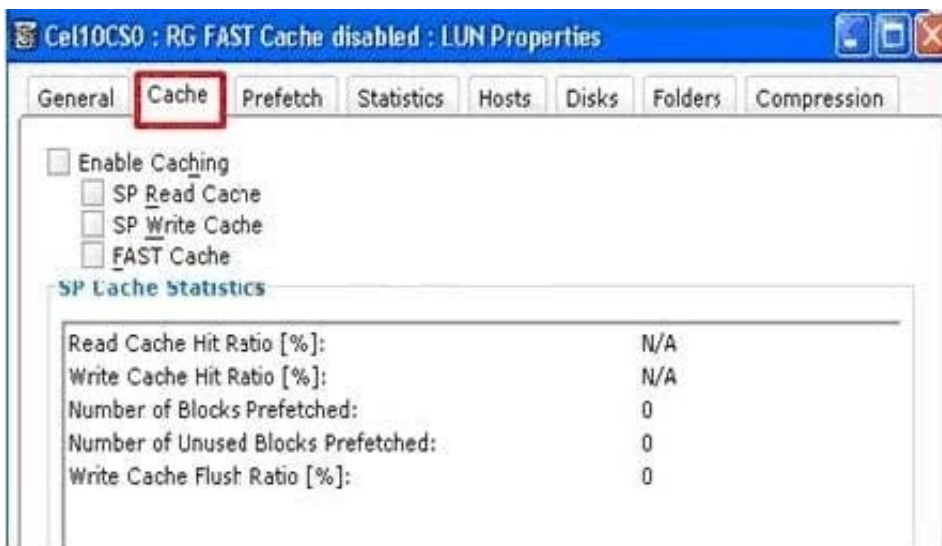 Cel10CS0 : RG FAST Cache disabled : LUN Properties
General Cache Prefetch Statistics Hosts Disks Folders Compression
Enable Caching
SP Read Cache
SP Write Cache
FAST Cache
SP Cache Statistics
Read Cache Hit Ratio [%]: N/A
Write Cache Hit Ratio [%]: N/A
Number of Blocks Prefetched: 0
Number of Unused Blocks Prefetched: 0
Write Cache Flush Ratio [%]: 0